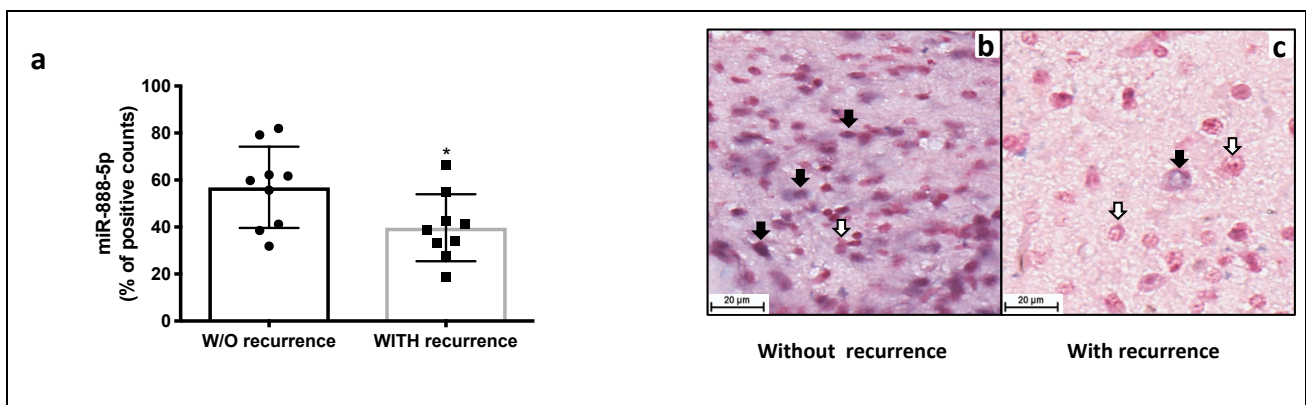 a
miR-888-5p
(% of positive counts)
100
80
60
40
20
0
*
W/O recurrence
WITH recurrence
b
20 µm
Without recurrence
c
20 µm
With recurrence